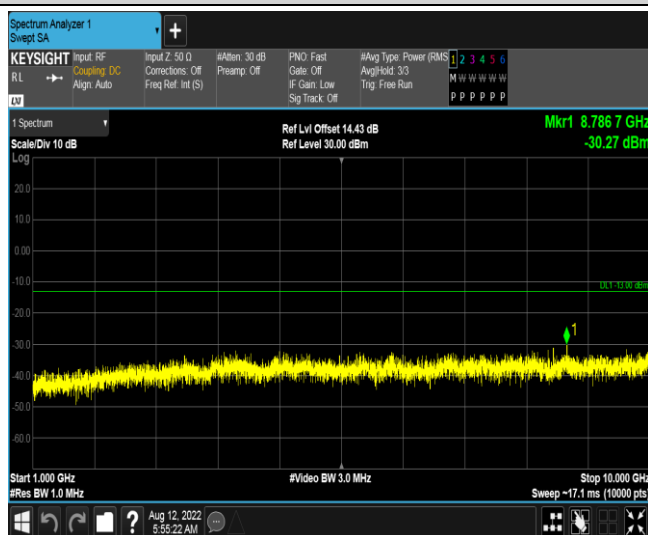 Spectrum Analyzer 1
Swept SA
+
KEYSIGHT
RL
LXI
Input: RF
Coupling: DC
Align: Auto
Input Z: 50 Ω
Corrections: Off
Freq Ref: Int (S)
#Atten: 30 dB
Preamp: Off
PNO: Fast
Gate: Off
IF Gain: Low
Sig Track: Off
#Avg Type: Power (RMS
Avg|Hold: 3/3
Trig: Free Run
1 2 3 4 5 6
M W W W W W
P P P P P P
1 Spectrum
Scale/Div 10 dB
Log
Ref Lvl Offset 14.43 dB
Ref Level 30.00 dBm
Mkr1 8.786 7 GHz
-30.27 dBm
20.0
10.0
0.00
-10.0
DL1 -13.00 dBm
-20.0
-30.0
1
-40.0
-50.0
-60.0
Start 1.000 GHz
#Video BW 3.0 MHz
Stop 10.000 GHz
#Res BW 1.0 MHz
Sweep ~17.1 ms (10000 pts)
?
Aug 12, 2022
5:55:22 AM